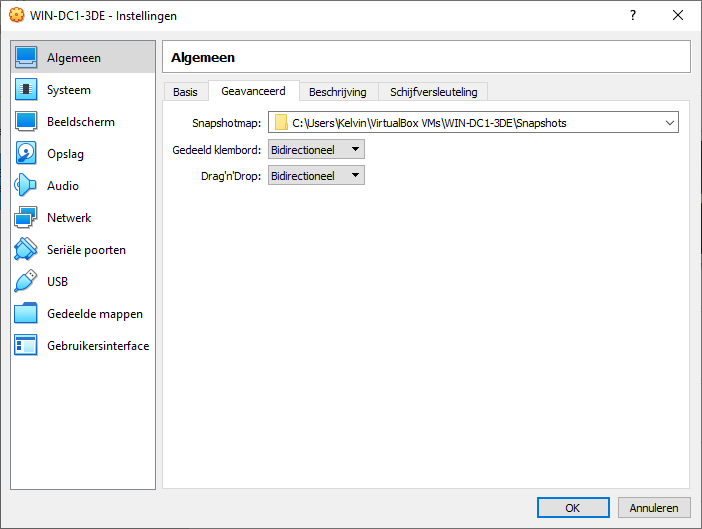 WIN-DC1-3DE - Instellingen
?
Algemeen
Systeem
Beeldscherm
Opslag
Audio
Netwerk
Seriële poorten
USB
Gedeelde mappen
Gebruikersinterface
Algemeen
Basis Geavanceerd Beschrijving Schijfversleuteling
Snapshotmap: C:\Users\Kelvin\VirtualBox VMs\WIN-DC1-3DE\Snapshots
Gedeeld klembord: Bidirectioneel
Drag'n'Drop: Bidirectioneel
OK Annuleren